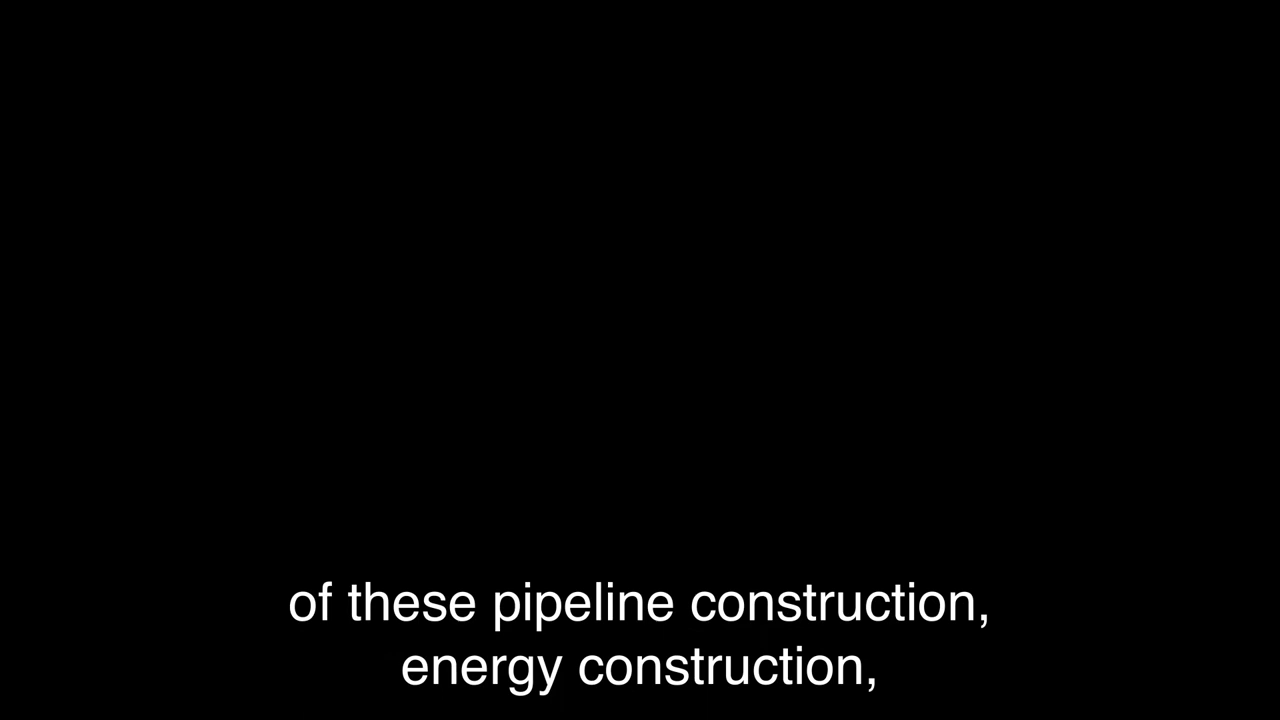 of these pipeline construction,
energy construction,